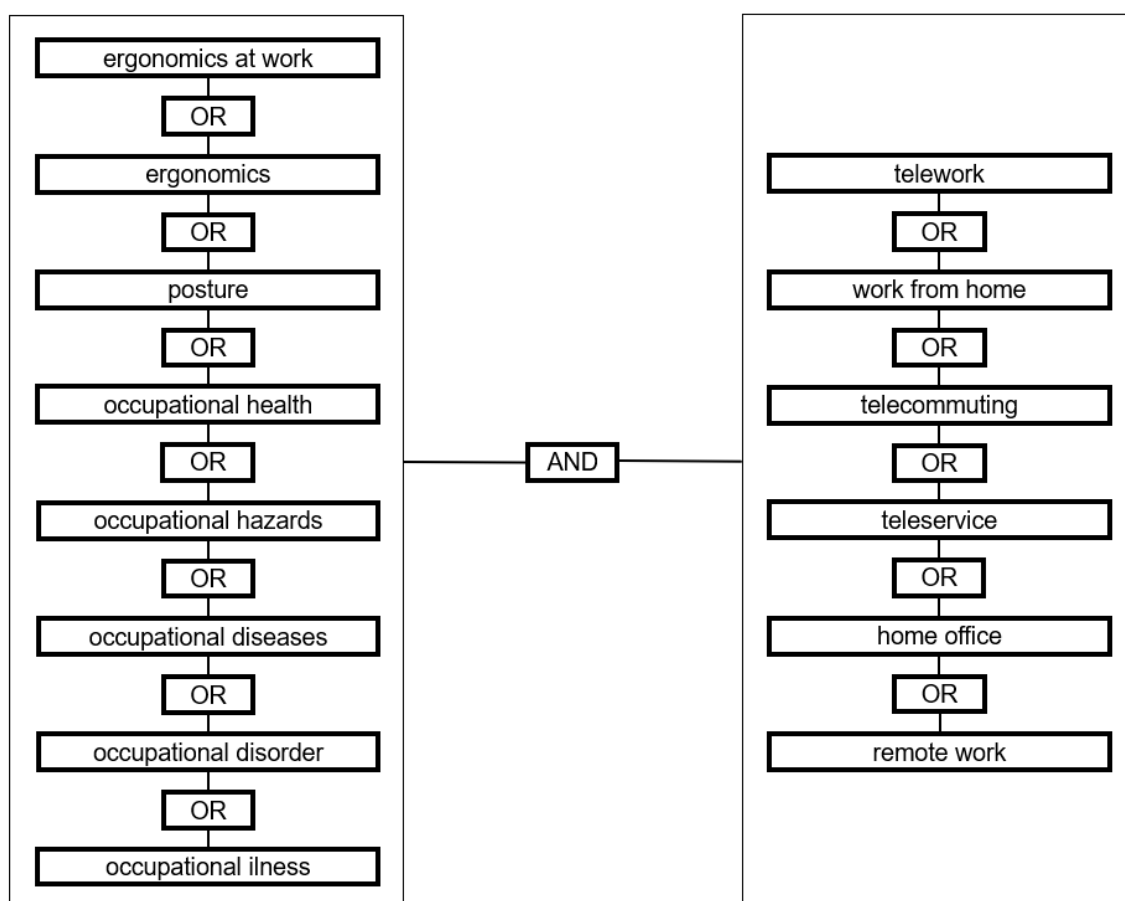 ergonomics at work
OR
ergonomics
OR
posture
OR
occupational health
OR
occupational hazards
OR
occupational diseases
OR
occupational disorder
OR
occupational ilness
AND
telework
OR
work from home
OR
telecommuting
OR
teleservice
OR
home office
OR
remote work